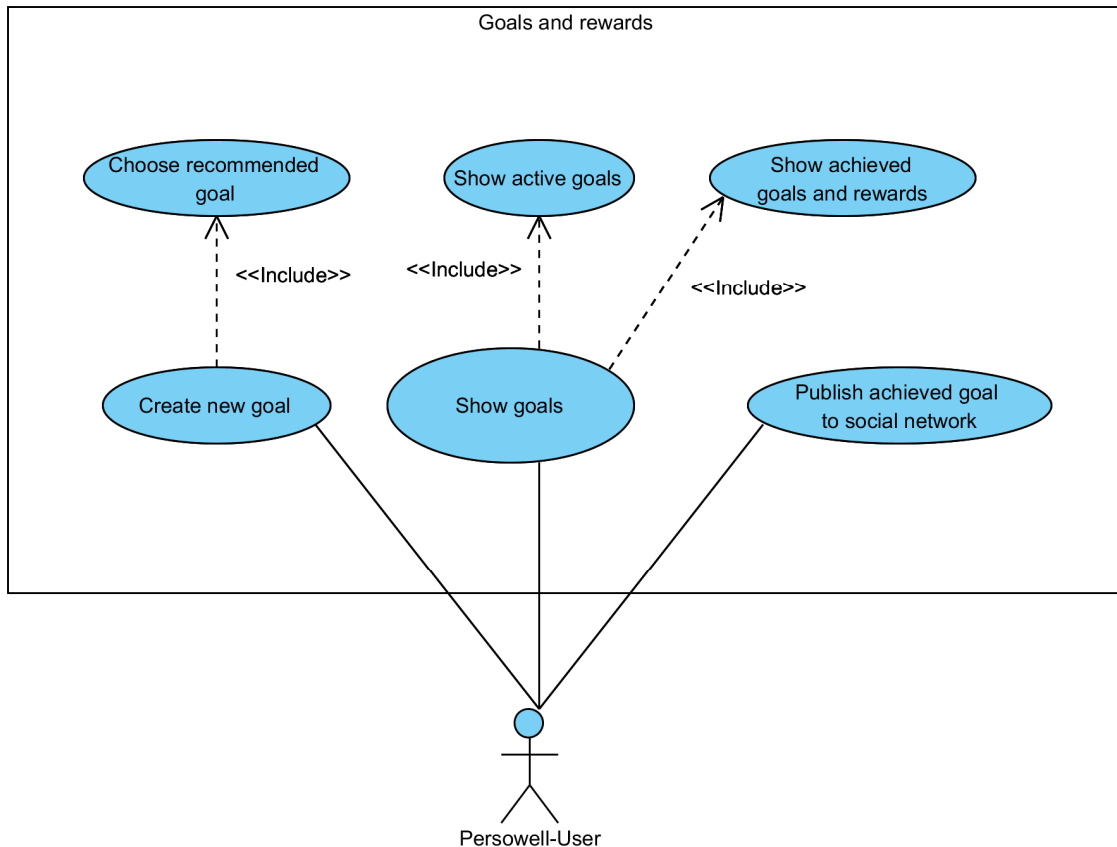 Goals and rewards
Choose recommended
goal
Show active goals
Show achieved
goals and rewards
<<Include>>
<<Include>>
<<Include>>
Create new goal
Show goals
Publish achieved goal
to social network
Persowell-User